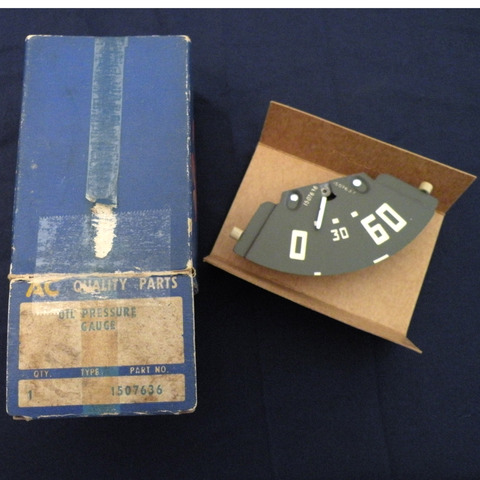 AC QUALITY PARTS
OIL PRESSURE
GAUGE
QTY. TYPE PART NO.
1 1507636
0
30
60